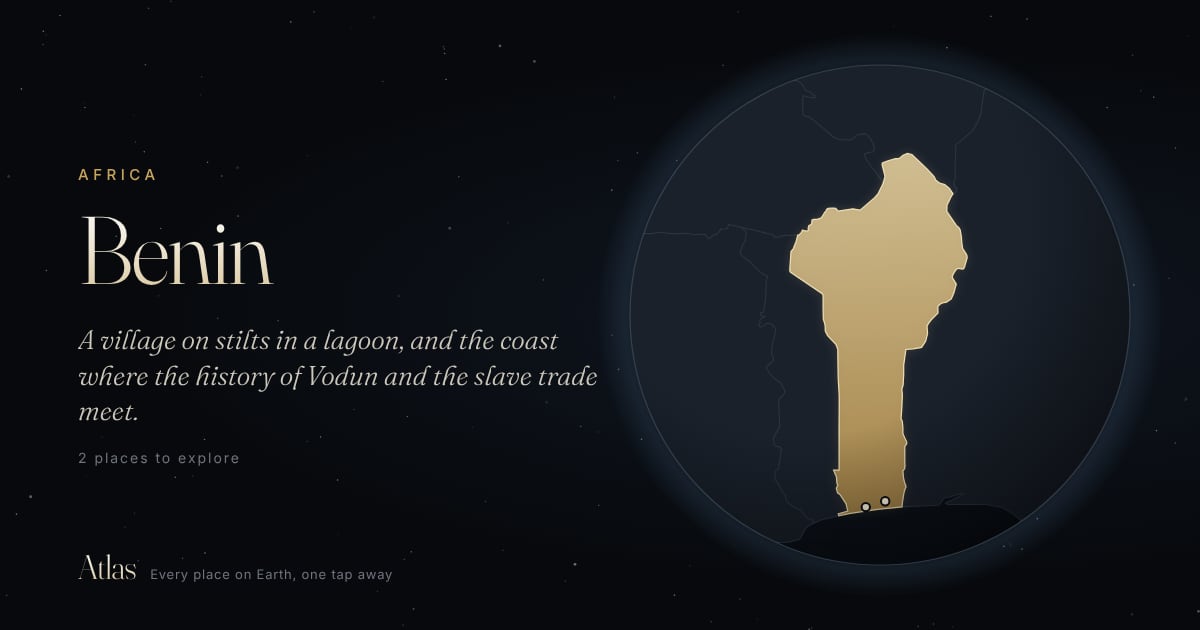 AFRICA
Benin
A village on stilts in a lagoon, and the coast
where the history of Vodun and the slave trade
meet.
2 places to explore
Atlas Every place on Earth, one tap away